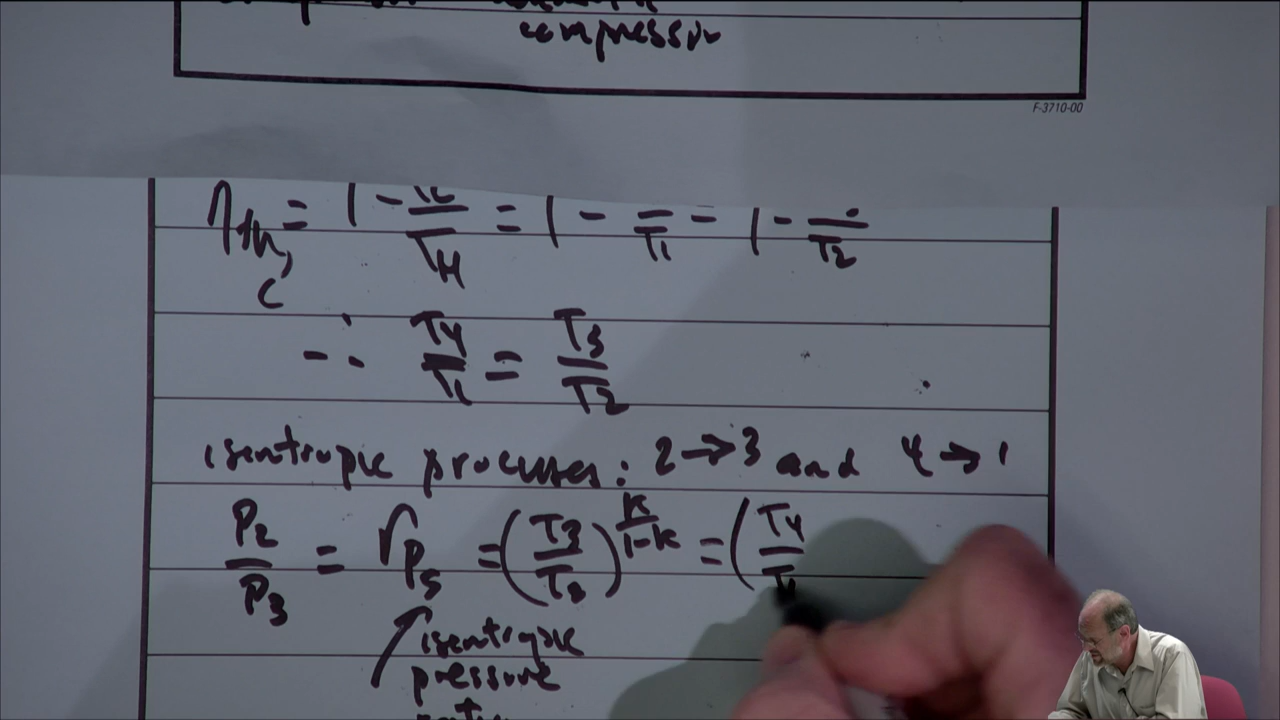 compressor
F-3710-00
η_th,c = 1 - T_L/T_H = 1 - —/T₁ = 1 - —/T₂
∴ T₄/T₁ = T₃/T₂
isentropic processes: 2→3 and 4→1
P₂/P₃ = r_ps = (T₃/T₂)^(k/(1-k)) = (T₄/T₁
isentropic
pressure